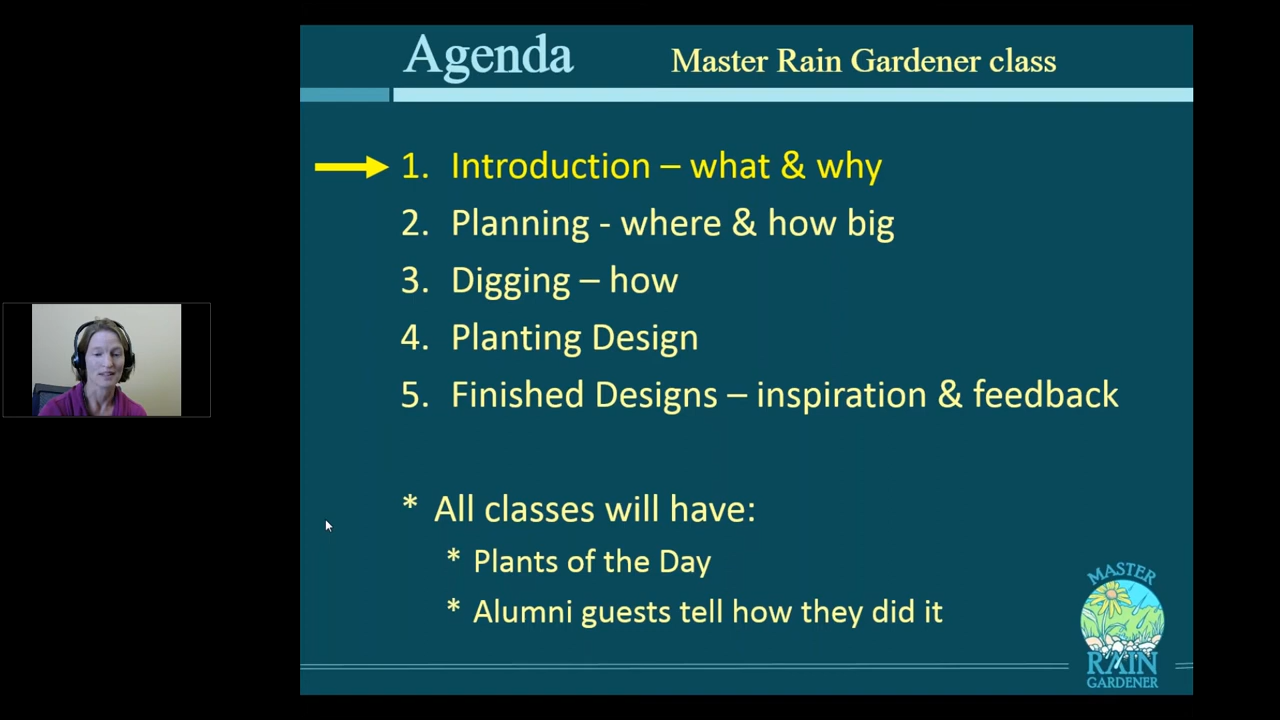 Agenda
Master Rain Gardener class
1. Introduction – what & why
2. Planning - where & how big
3. Digging – how
4. Planting Design
5. Finished Designs – inspiration & feedback
* All classes will have:
* Plants of the Day
* Alumni guests tell how they did it
MASTER
RAIN
GARDENER